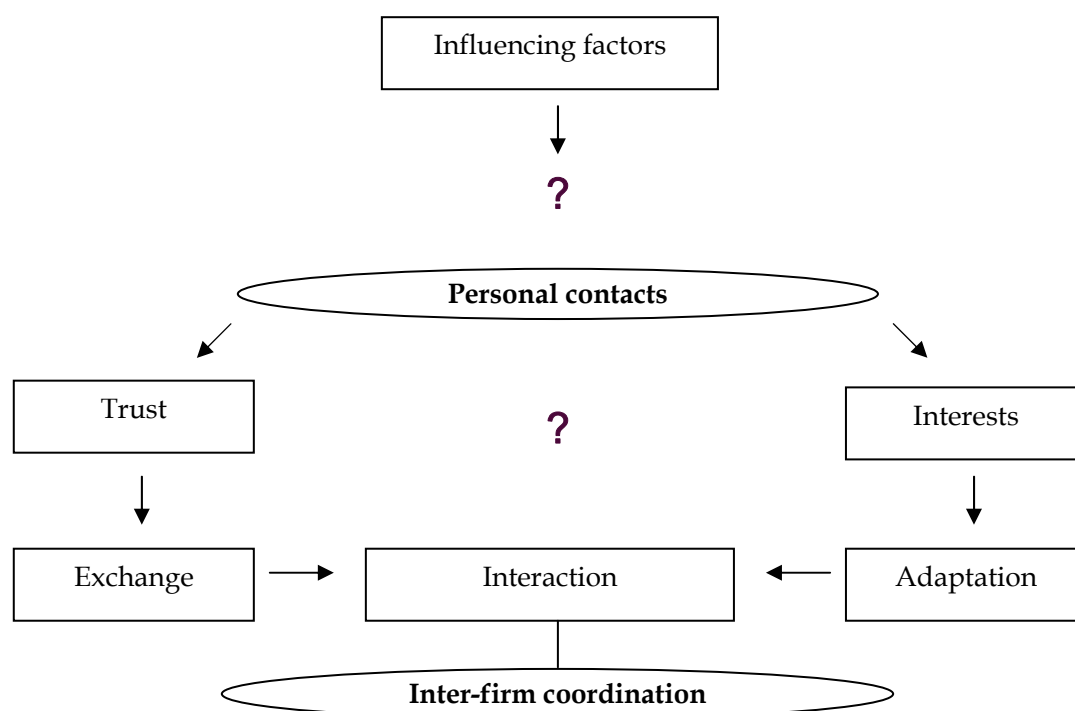 Influencing factors
?
Personal contacts
Trust
?
Interests
Exchange
Interaction
Adaptation
Inter-firm coordination